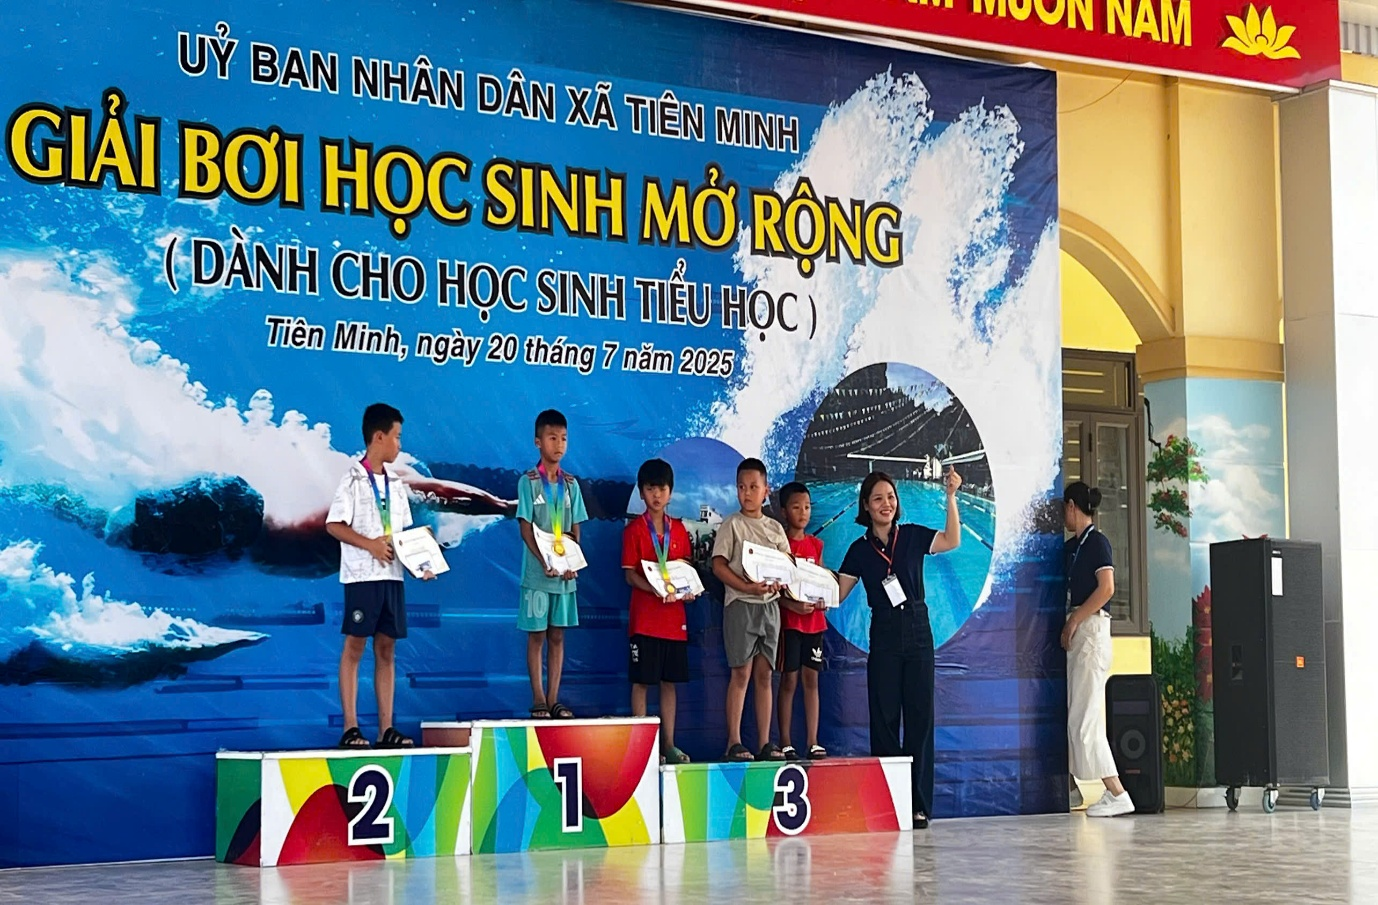 MUÔN NĂM
UỶ BAN NHÂN DÂN XÃ TIÊN MINH
GIẢI BƠI HỌC SINH MỞ RỘNG
( DÀNH CHO HỌC SINH TIỂU HỌC )
Tiên Minh, ngày 20 tháng 7 năm 2025
10
2
1
3